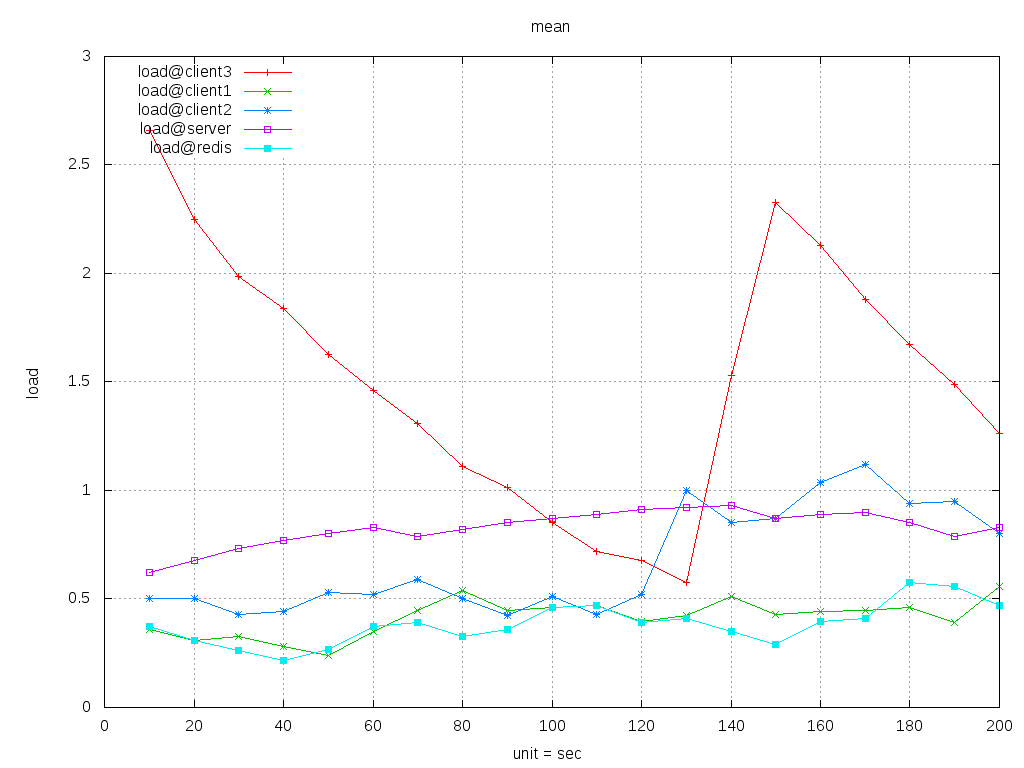 mean
3
2.5
2
1.5
1
0.5
0
load
load@client3
load@client1
load@client2
load@server
load@redis
0 20 40 60 80 100 120 140 160 180 200
unit = sec